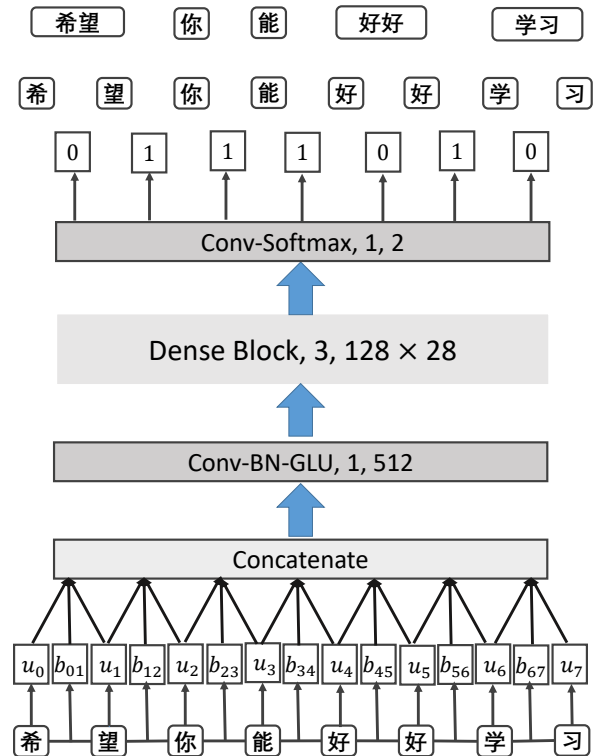 希望 你 能 好好 学习
希 望 你 能 好 好 学 习
0 1 1 1 0 1 0
Conv-Softmax, 1, 2
Dense Block, 3, 128 × 28
Conv-BN-GLU, 1, 512
Concatenate
u₀ b₀₁ u₁ b₁₂ u₂ b₂₃ u₃ b₃₄ u₄ b₄₅ u₅ b₅₆ u₆ b₆₇ u₇
希 望 你 能 好 好 学 习